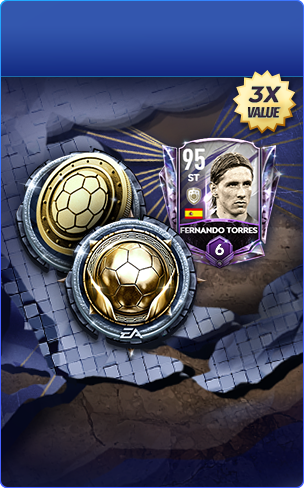 3X
VALUE
95
ST
FERNANDO TORRES
6
EA